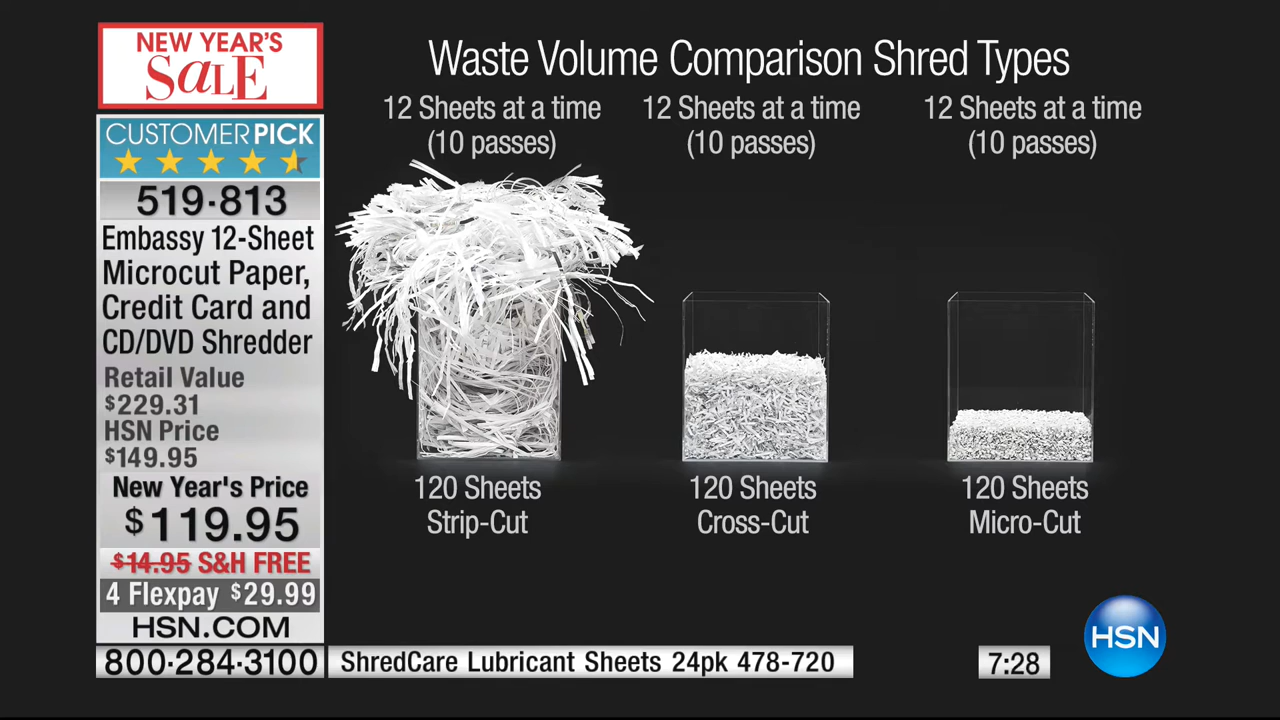 NEW YEAR'S
SALE
CUSTOMER PICK
519·813
Embassy 12-Sheet
Microcut Paper,
Credit Card and
CD/DVD Shredder
Retail Value
$229.31
HSN Price
$149.95
New Year's Price
$119.95
$14.95 S&H FREE
4 Flexpay $29.99
HSN.COM
800·284·3100
Waste Volume Comparison Shred Types
12 Sheets at a time
(10 passes)
12 Sheets at a time
(10 passes)
12 Sheets at a time
(10 passes)
120 Sheets
Strip-Cut
120 Sheets
Cross-Cut
120 Sheets
Micro-Cut
ShredCare Lubricant Sheets 24pk 478-720
7:28
HSN